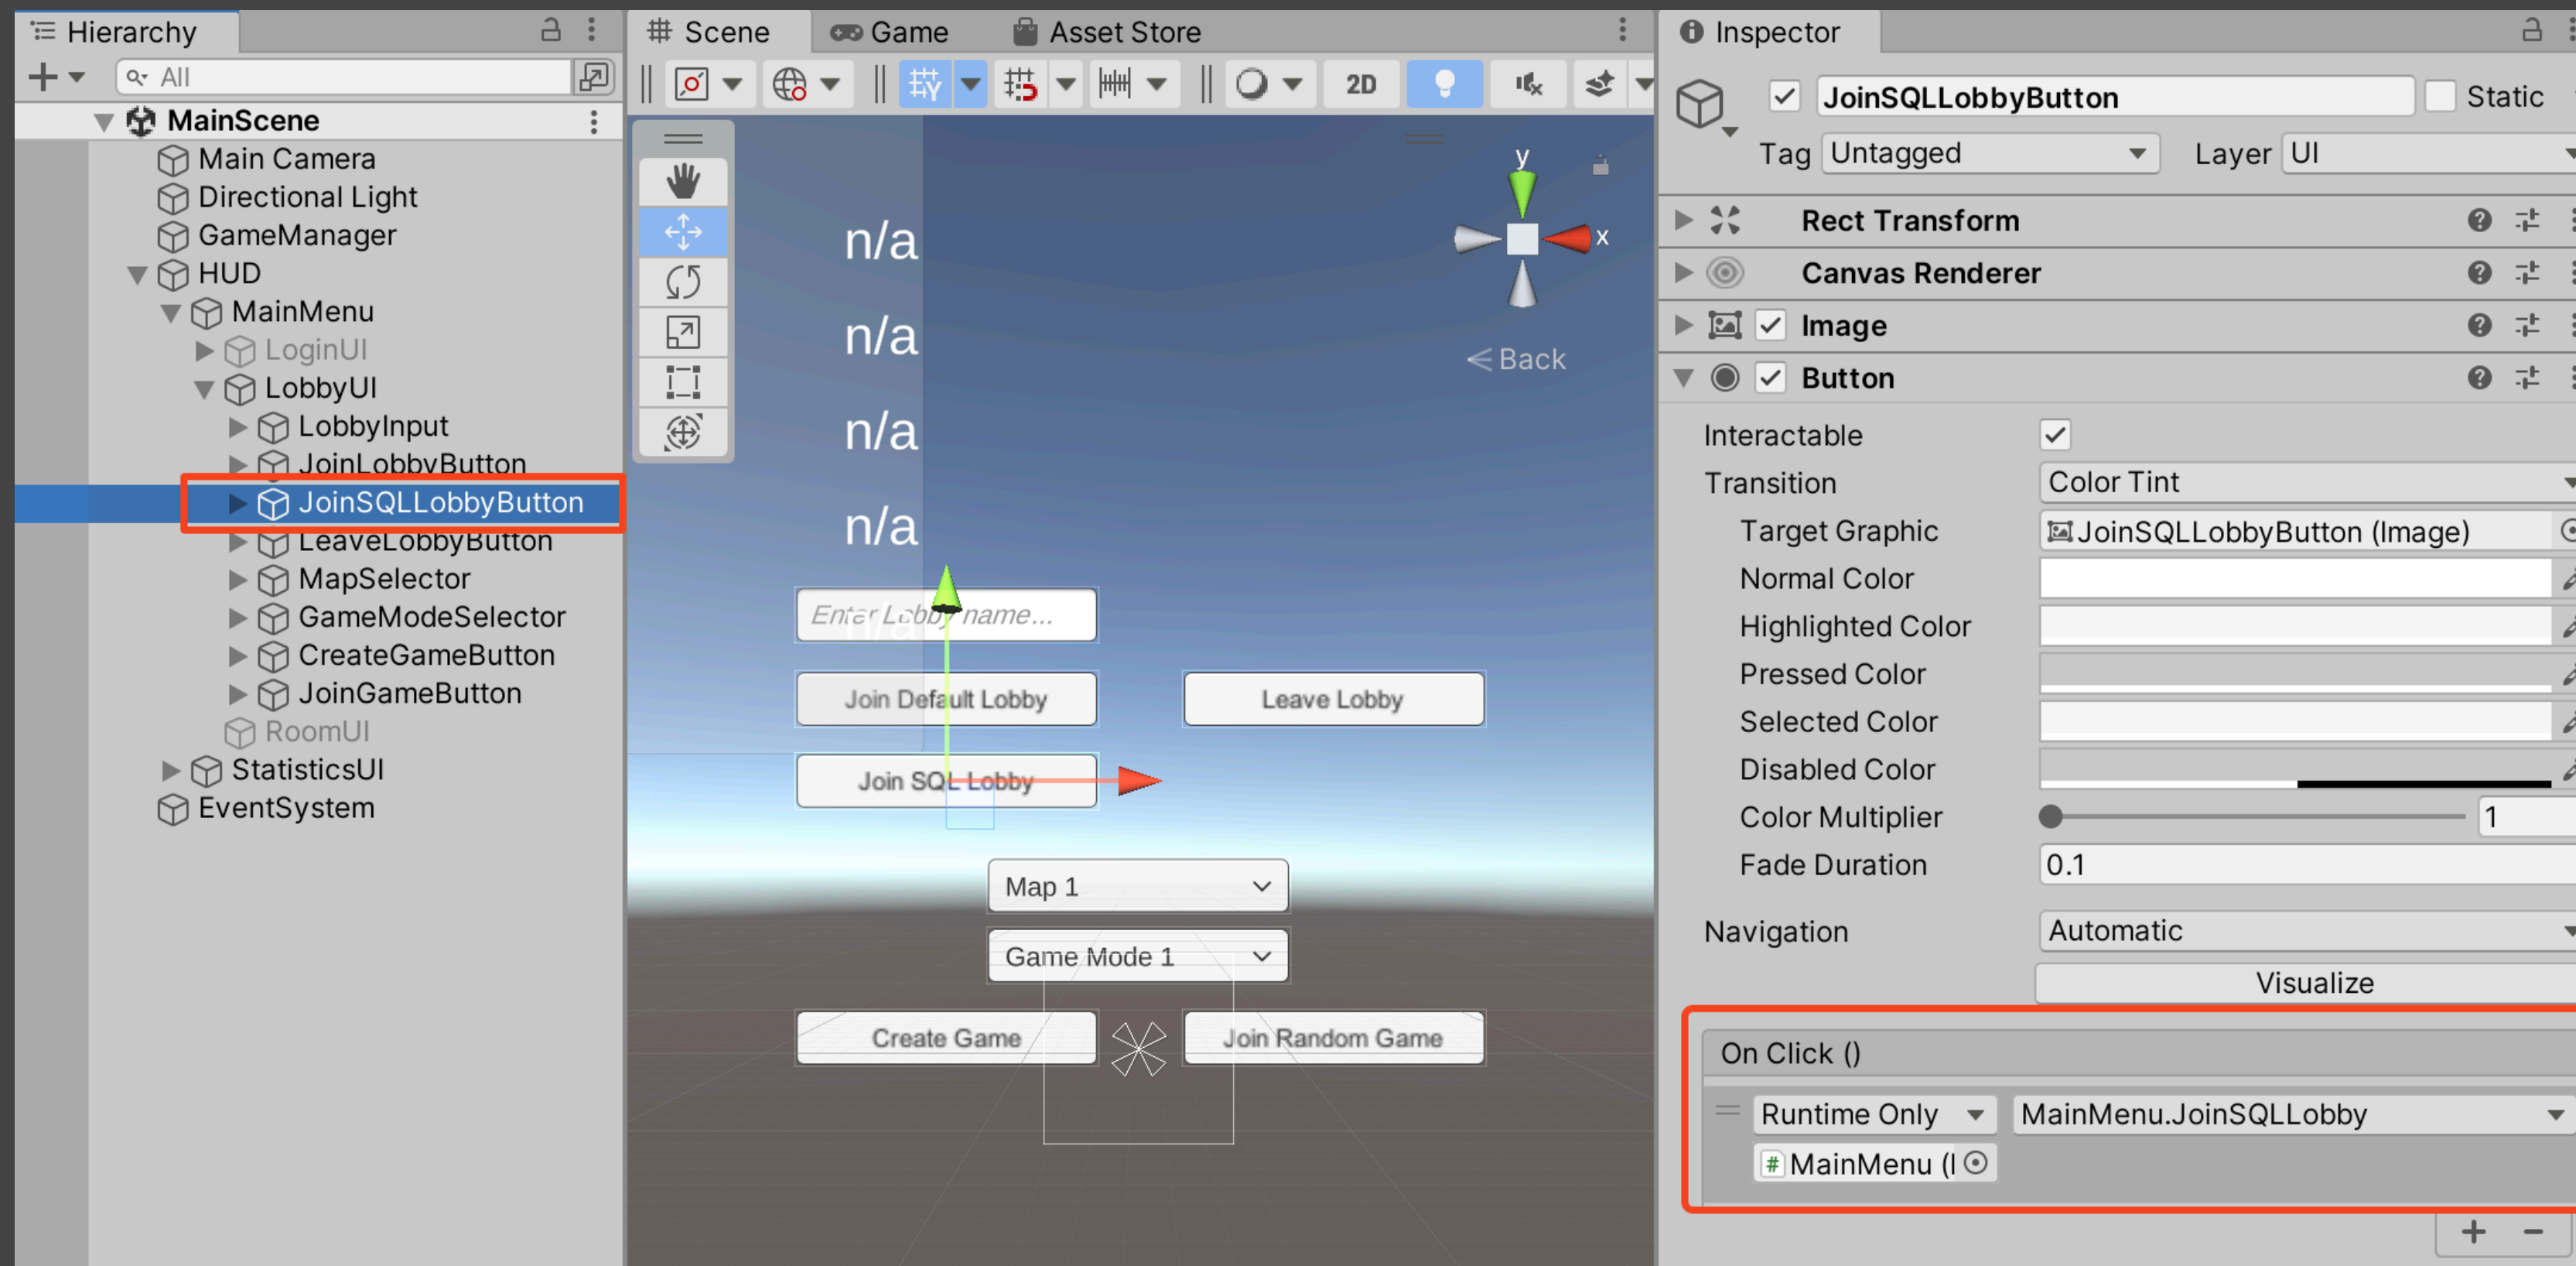 Hierarchy
All
MainScene
Main Camera
Directional Light
GameManager
HUD
MainMenu
LoginUI
LobbyUI
LobbyInput
JoinLobbyButton
JoinSQLLobbyButton
LeaveLobbyButton
MapSelector
GameModeSelector
CreateGameButton
JoinGameButton
RoomUI
StatisticsUI
EventSystem
Scene Game Asset Store
2D
y
x
Back
n/a
n/a
n/a
n/a
n/a
Enter Lobby name...
Join Default Lobby Leave Lobby
Join SQL Lobby
Map 1
Game Mode 1
Create Game Join Random Game
Inspector
JoinSQLLobbyButton Static
Tag Untagged Layer UI
Rect Transform
Canvas Renderer
Image
Button
Interactable
Transition Color Tint
Target Graphic JoinSQLLobbyButton (Image)
Normal Color
Highlighted Color
Pressed Color
Selected Color
Disabled Color
Color Multiplier 1
Fade Duration 0.1
Navigation Automatic
Visualize
On Click ()
Runtime Only MainMenu.JoinSQLLobby
# MainMenu (